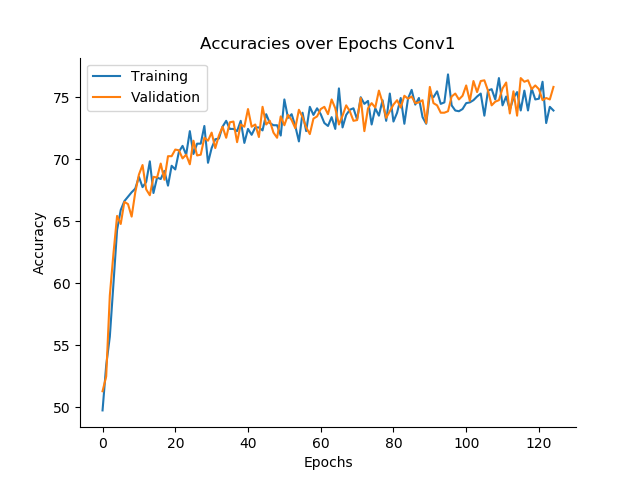 Accuracies over Epochs Conv1
Training
Validation
75
70
65
60
55
50
Accuracy
0 20 40 60 80 100 120
Epochs